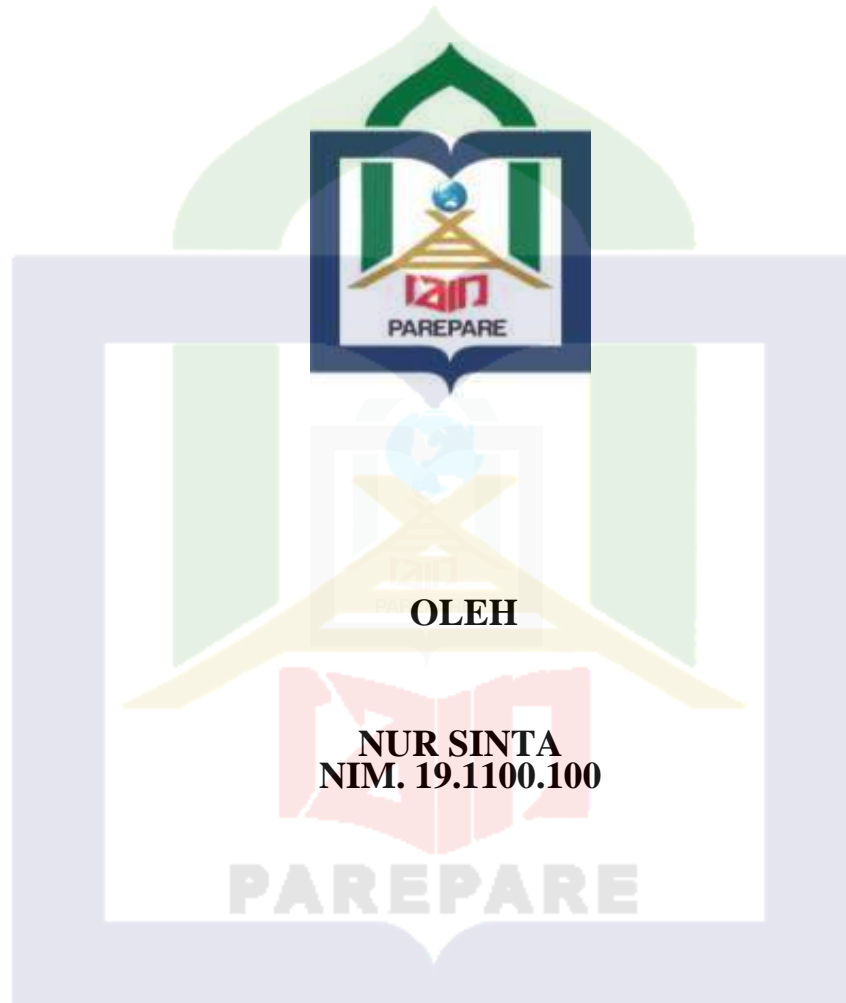 iain
PAREPARE
OLEH
NUR SINTA
NIM. 19.1100.100
PAREPARE